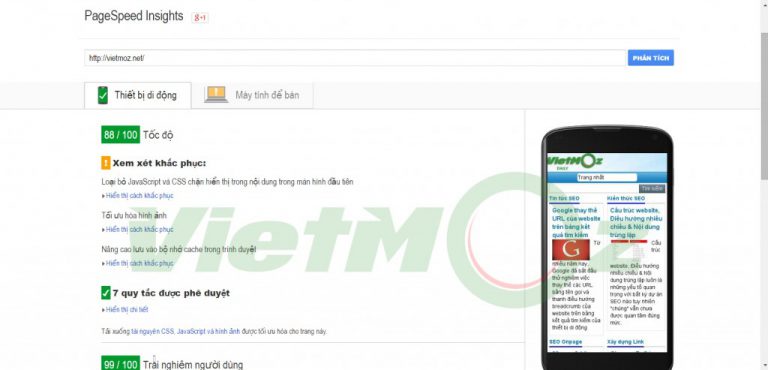 PageSpeed Insights
g+1
http://vietmoz.net/
PHÂN TÍCH
Thiết bị di động
Máy tính để bàn
88 / 100 Tốc độ
! Xem xét khắc phục:
Loại bỏ JavaScript và CSS chặn hiển thị trong nội dung trong màn hình đầu tiên
Hiển thị cách khắc phục
Tối ưu hóa hình ảnh
Hiển thị cách khắc phục
Nâng cao lưu vào bộ nhớ cache trong trình duyệt
Hiển thị cách khắc phục
7 quy tắc được phê duyệt
Hiển thị chi tiết
Tải xuống tài nguyên CSS, JavaScript và hình ảnh được tối ưu hóa cho trang này.
99 / 100 Trải nghiệm người dùng
VietMOZ
VietMOz
DAILY
Trang nhất
Tìm kiếm
Tin tức SEO
Google thay thế
URL của website
trên bảng kết
quả tìm kiếm
G
Từ
nhiều năm nay,
Google đã bắt đầu
thử nghiệm việc
thay thế các URL
bằng tên gọi và
thanh điều hướng
breadcrumb của
website trên bảng
kết quả tìm kiếm của
thiết bị di động
Kiến thức SEO
Cấu trúc website,
Điều hướng
nhiều chiều & Nội
dung trùng lặp
Cấu
trúc
website, Điều hướng
nhiều chiều & Nội
dung trùng lặp luôn là
những yếu tố quan
trọng với bất kỳ dự án
SEO nào tuy nhiên
"chúng" vẫn chưa
được quan tâm đúng
mức.
SEO Onpage
Xây dựng Link